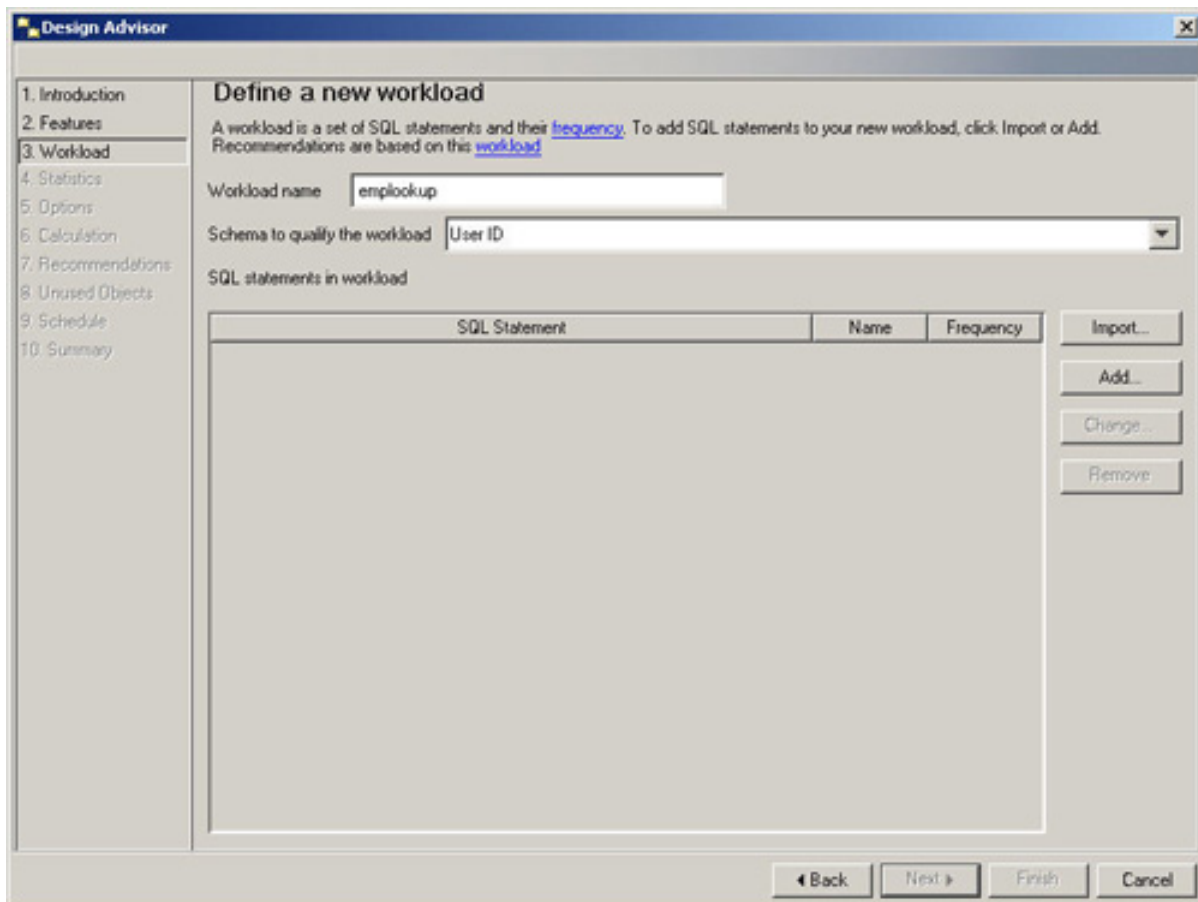 Design Advisor
1. Introduction
2. Features
3. Workload
4. Statistics
5. Options
6. Calculation
7. Recommendations
8. Unused Objects
9. Schedule
10. Summary
Define a new workload
A workload is a set of SQL statements and their frequency. To add SQL statements to your new workload, click Import or Add.
Recommendations are based on this workload
Workload name emplookup
Schema to qualify the workload User ID
SQL statements in workload
SQL Statement Name Frequency
Import...
Add...
Change...
Remove
Back Next Finish Cancel